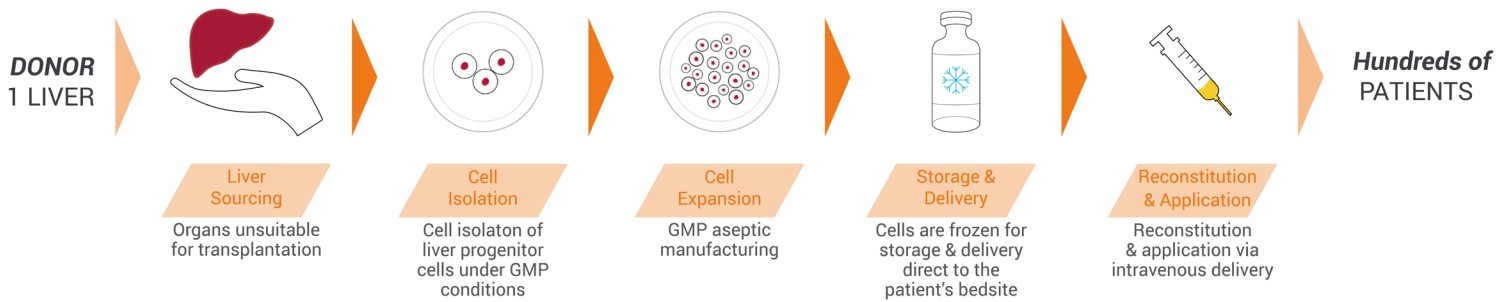 DONOR
1 LIVER
Liver
Sourcing
Organs unsuitable
for transplantation
Cell
Isolation
Cell isolaton of
liver progenitor
cells under GMP
conditions
Cell
Expansion
GMP aseptic
manufacturing
Storage &
Delivery
Cells are frozen for
storage & delivery
direct to the
patient's bedsite
Reconstitution
& Application
Reconstitution
& application via
intravenous delivery
Hundreds of
PATIENTS